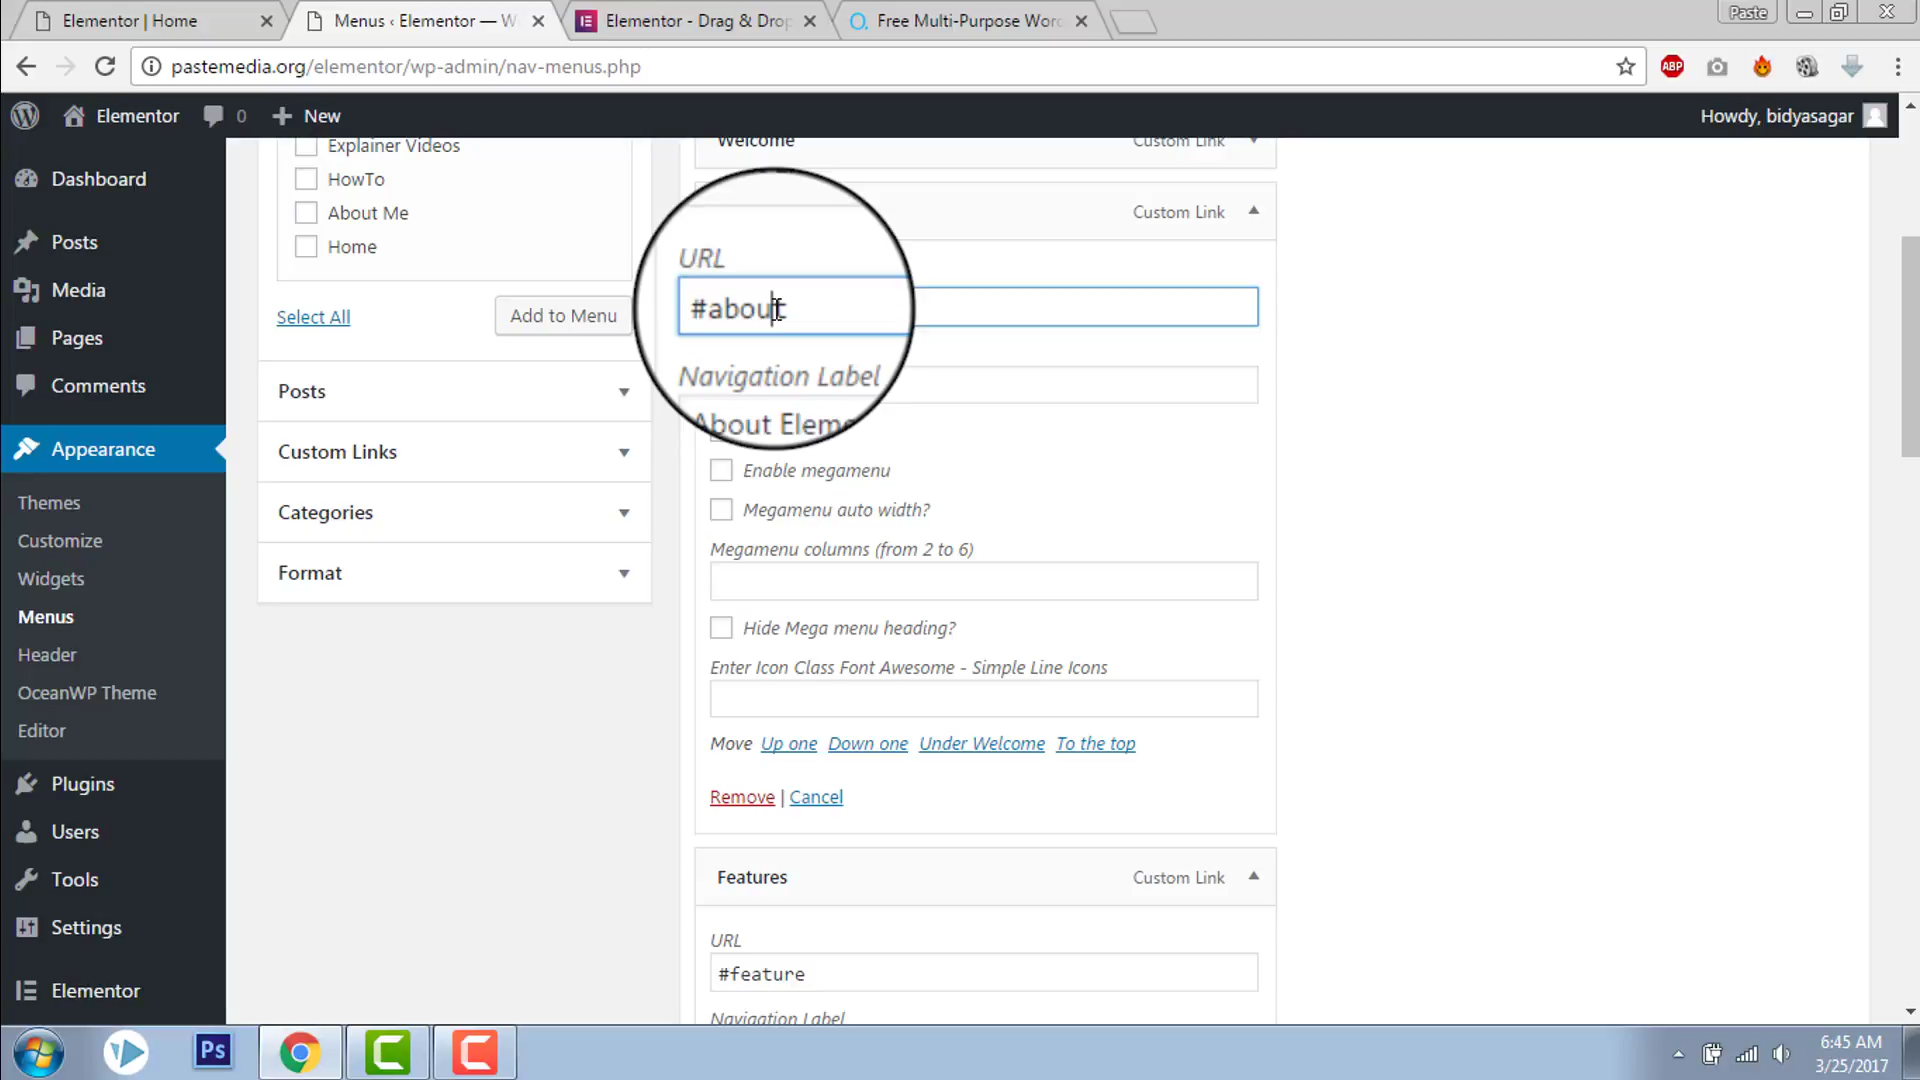 Elementor | Home
Menus ‹ Elementor — W
Elementor - Drag & Drop
Free Multi-Purpose Word
Paste
pastemedia.org/elementor/wp-admin/nav-menus.php
ABP
Elementor
0
New
Howdy, bidyasagar
Dashboard
Posts
Media
Pages
Comments
Appearance
Themes
Customize
Widgets
Menus
Header
OceanWP Theme
Editor
Plugins
Users
Tools
Settings
Elementor
Explainer Videos
HowTo
About Me
Home
Select All
Add to Menu
Posts
Custom Links
Categories
Format
Welcome
Custom Link
Custom Link
URL
#about
Navigation Label
About Eleme
Enable megamenu
Megamenu auto width?
Megamenu columns (from 2 to 6)
Hide Mega menu heading?
Enter Icon Class Font Awesome - Simple Line Icons
Move Up one Down one Under Welcome To the top
Remove | Cancel
Features
Custom Link
URL
#feature
Navigation Label
Ps
6:45 AM
3/25/2017